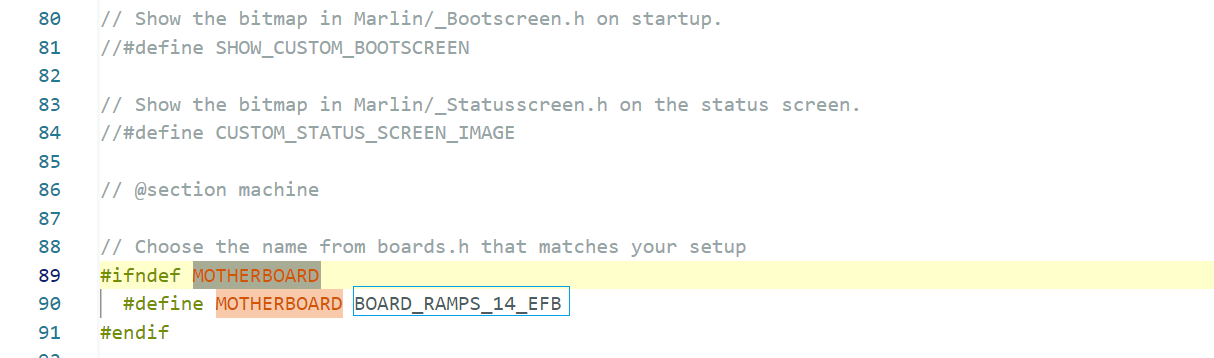 80 // Show the bitmap in Marlin/_Bootscreen.h on startup.
81 //#define SHOW_CUSTOM_BOOTSCREEN
82
83 // Show the bitmap in Marlin/_Statusscreen.h on the status screen.
84 //#define CUSTOM_STATUS_SCREEN_IMAGE
85
86 // @section machine
87
88 // Choose the name from boards.h that matches your setup
89 #ifndef MOTHERBOARD
90 #define MOTHERBOARD BOARD_RAMPS_14_EFB
91 #endif